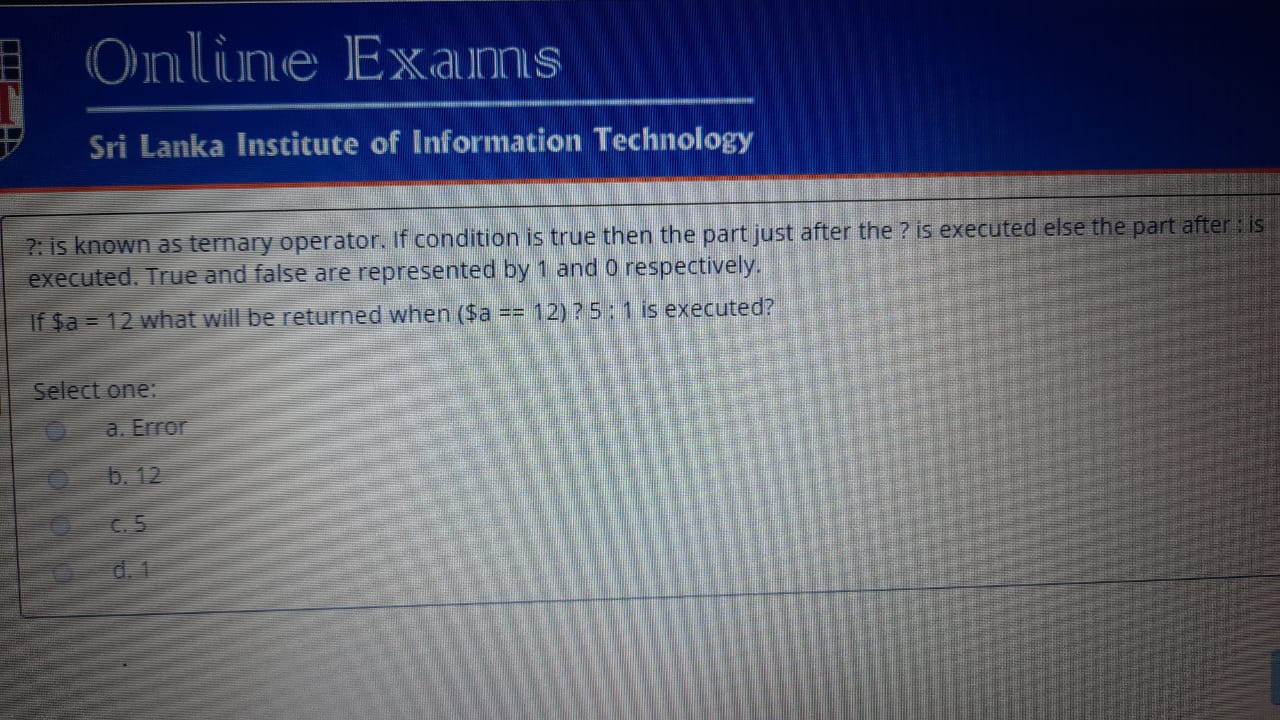 T
Online Exams
Sri Lanka Institute of Information Technology
?: is known as ternary operator. If condition is true then the part just after the ? is executed else the part after : is
executed. True and false are represented by 1 and 0 respectively.
If $a = 12 what will be returned when ($a == 12) ? 5 : 1 is executed?
Select one:
a. Error
b. 12
c. 5
d. 1